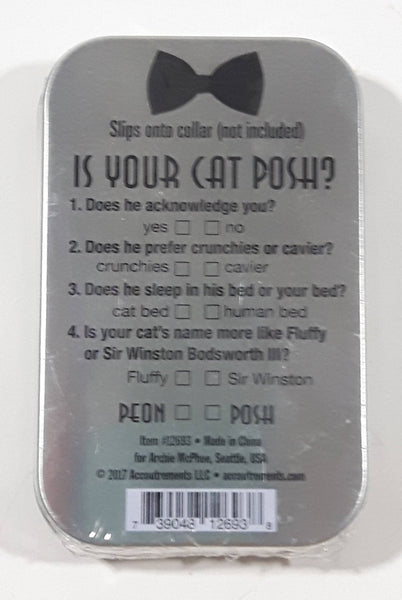 Slips onto collar (not included)
IS YOUR CAT POSH?
1. Does he acknowledge you?
yes □ □ no
2. Does he prefer crunchies or cavier?
crunchies □ □ cavier
3. Does he sleep in his bed or your bed?
cat bed □ □ human bed
4. Is your cat's name more like Fluffy
or Sir Winston Bodsworth III?
Fluffy □ □ Sir Winston
PEON □ □ POSH
Item #12693 • Made in China
for Archie McPhee, Seattle, USA
© 2017 Accoutrements LLC • accoutrements.com
7 39048 12693 8